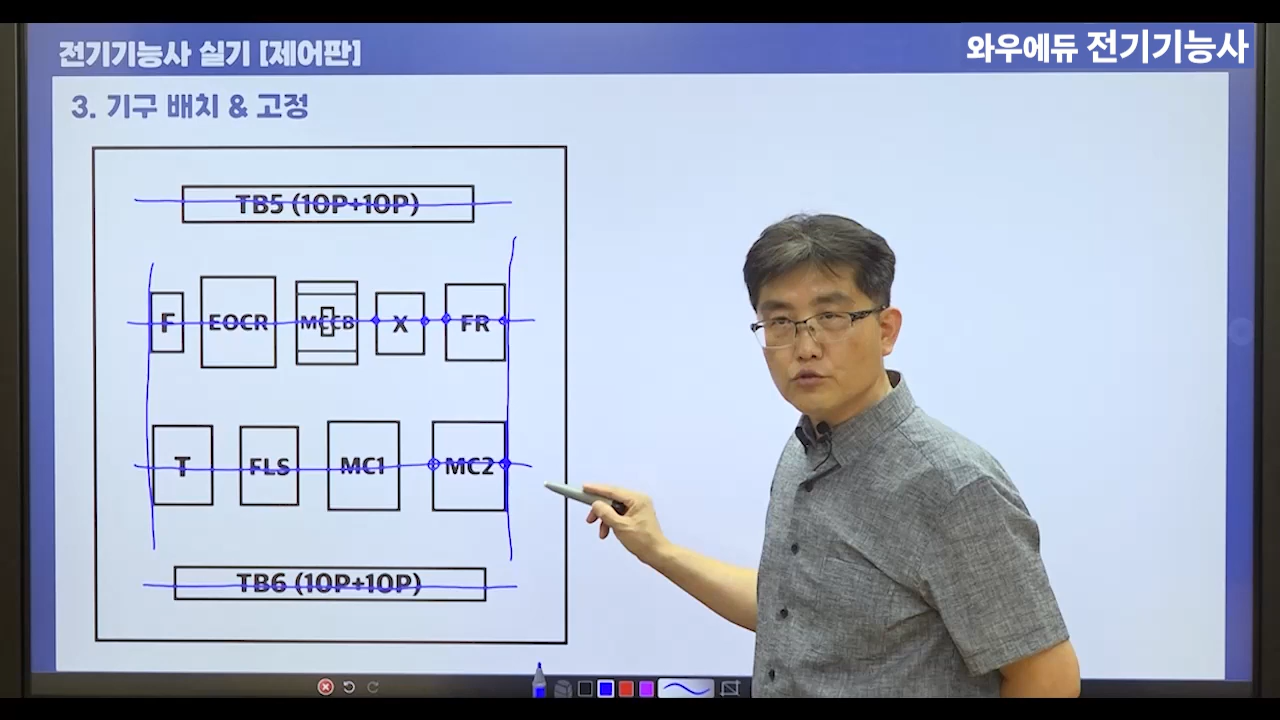 전기기능사 실기 [제어판]
와우에듀 전기기능사
3. 기구 배치 & 고정
TB5 (10P+10P)
F EOCR MCCB X FR
T FLS MC1 MC2
TB6 (10P+10P)